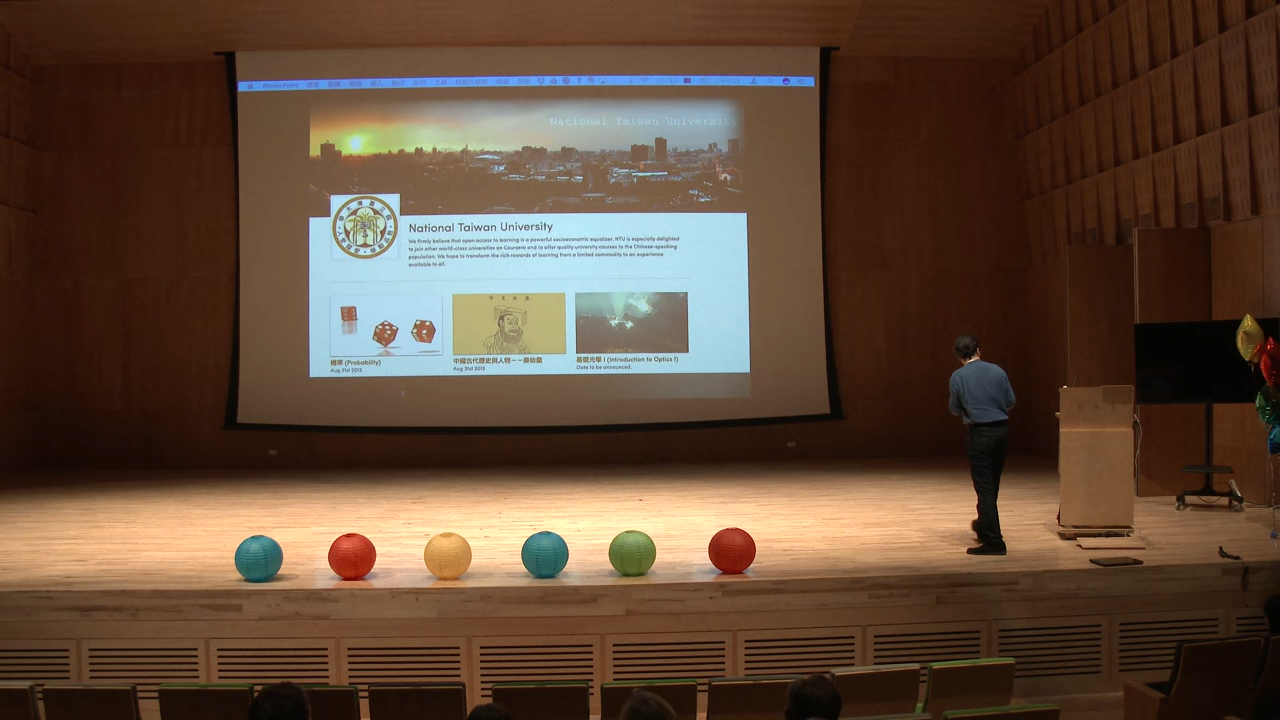 PowerPoint
National Taiwan University
National Taiwan University
We firmly believe that open access to learning is a powerful socioeconomic equalizer. NTU is especially delighted
to join other world-class universities on Coursera and to offer quality university courses to the Chinese-speaking
population. We hope to transform the rich rewards of learning from a limited commodity to an experience
available to all.
機率 (Probability)
Aug 31st 2013
中國古代歷史與人物－－秦始皇
Aug 31st 2013
基礎光學 I (Introduction to Optics I)
Date to be announced.